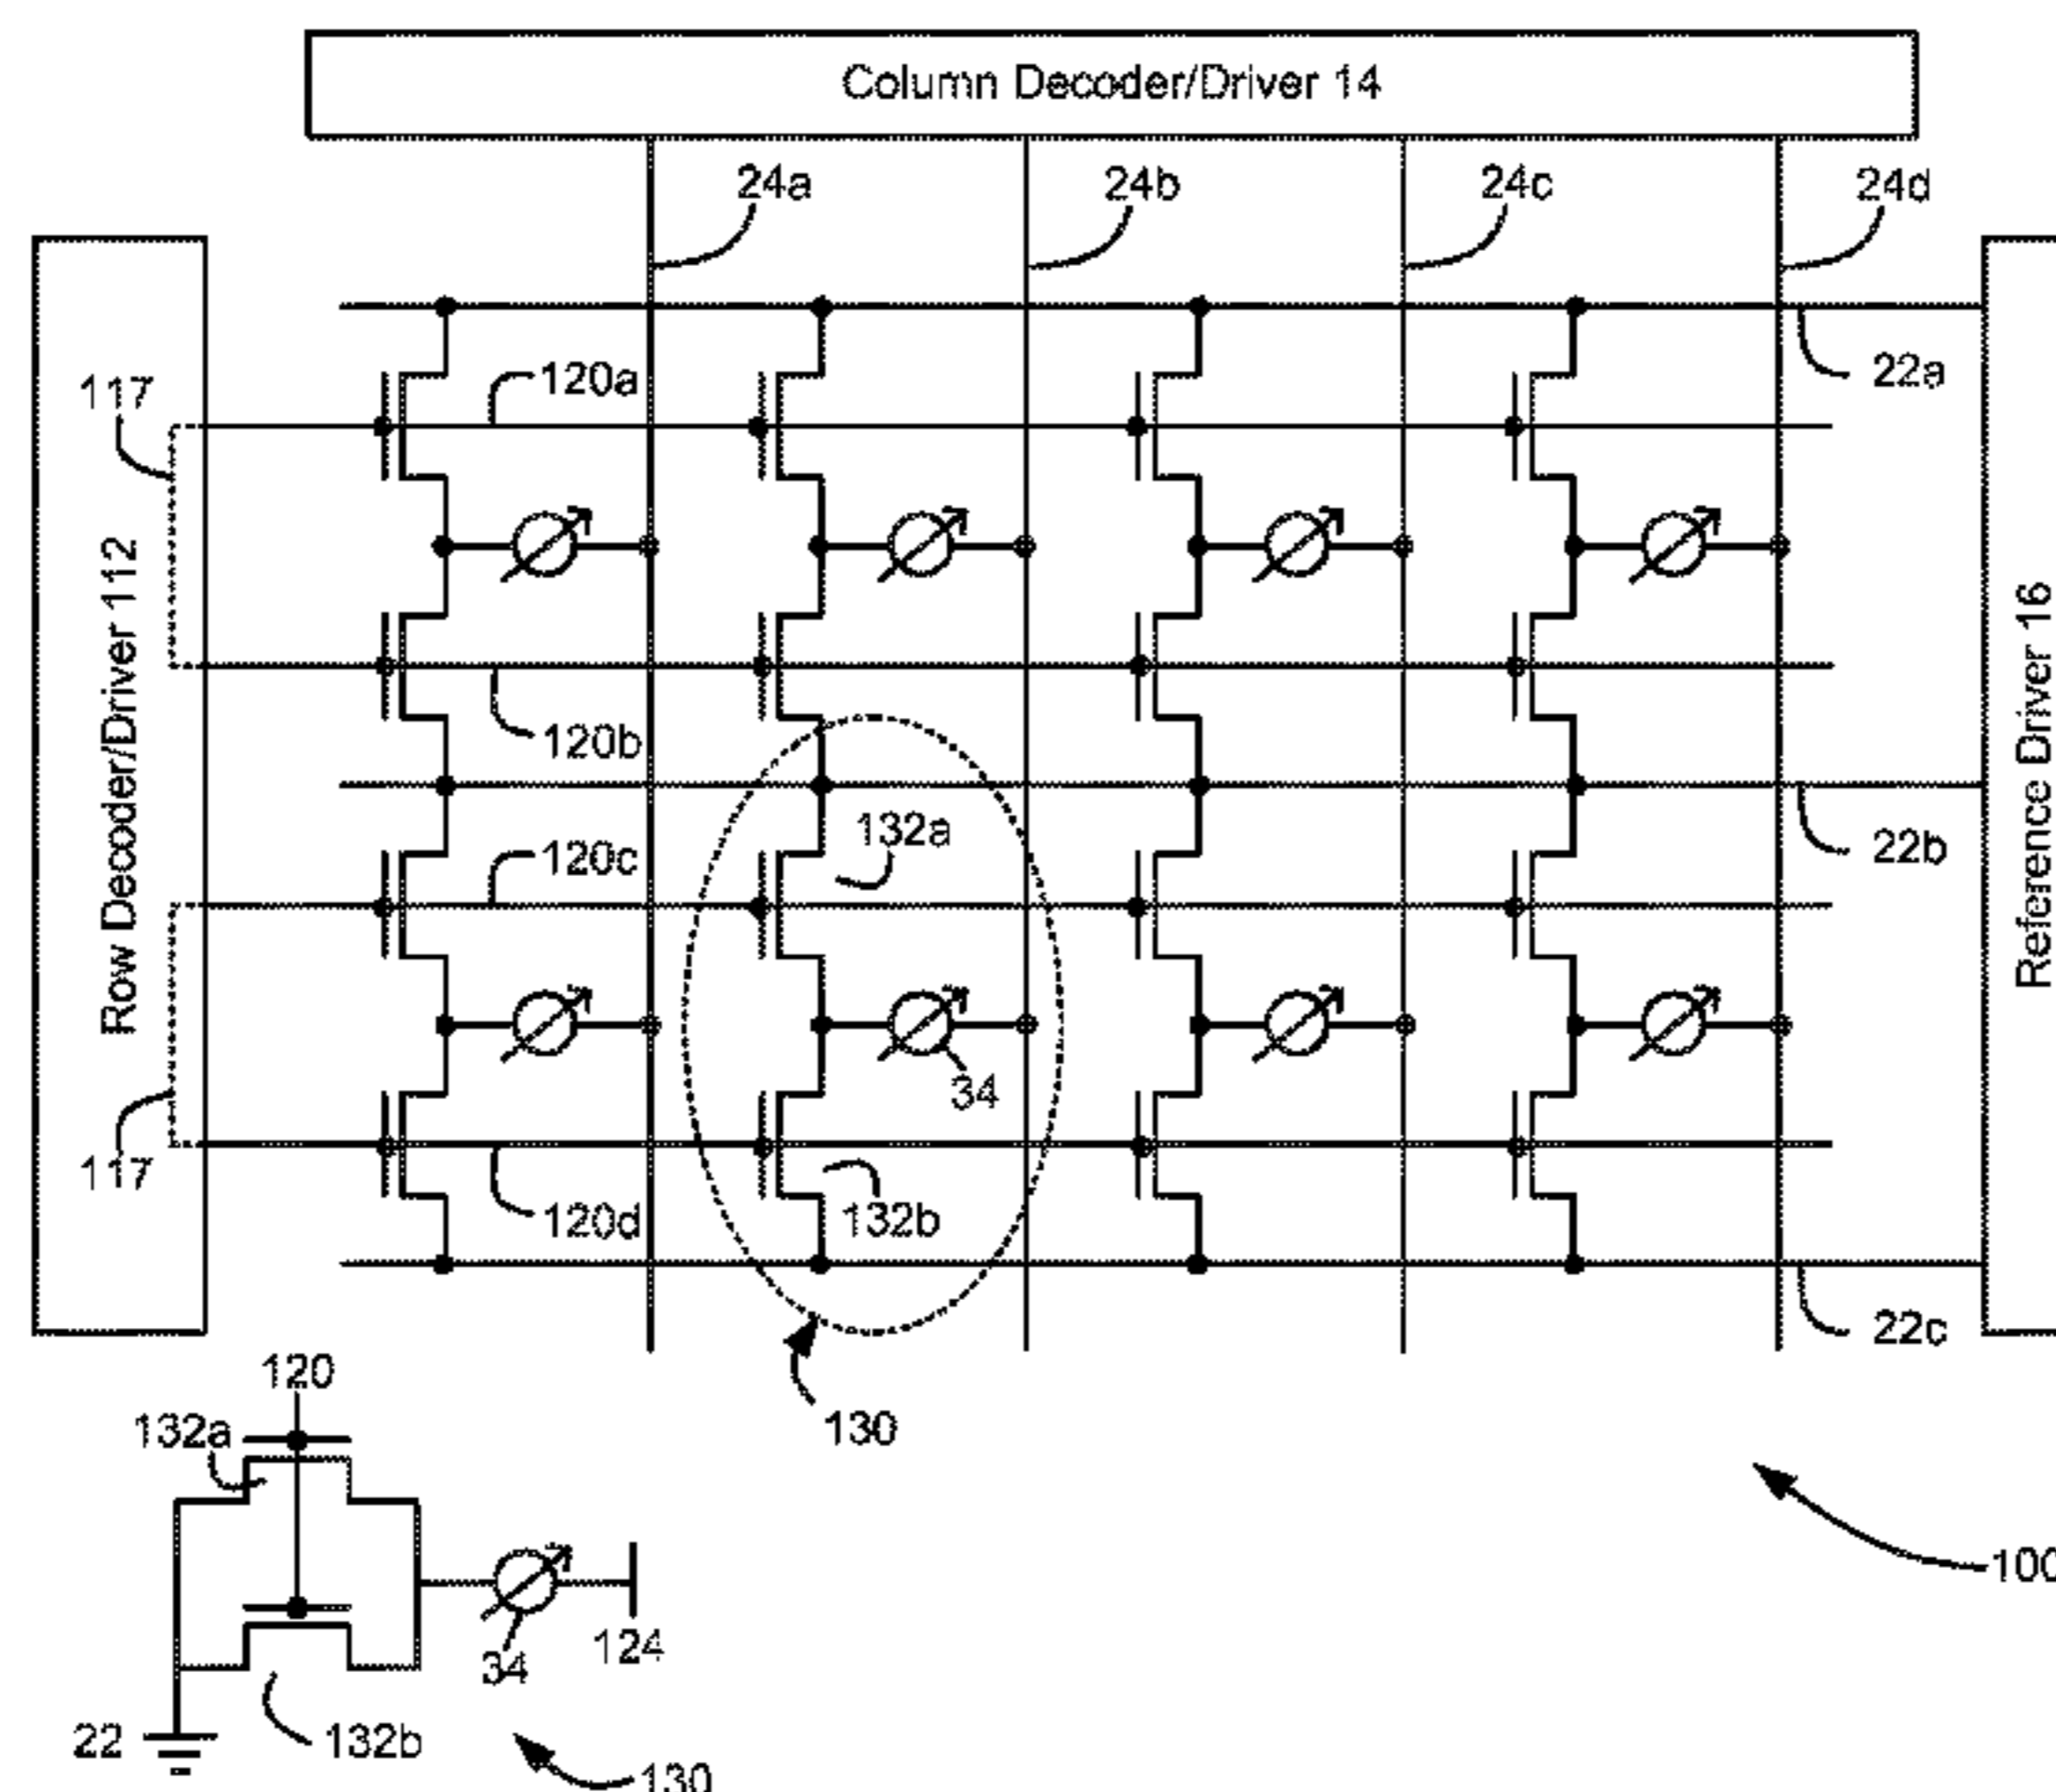 Column Decoder/Driver 14
24a
24b
24c
24d
117
120a
22a
Row Decoder/Driver 112
Reference Driver 16
120b
132a
120c
22b
34
117
120d
132b
22c
120
132a
130
100
34
124
22
132b
130